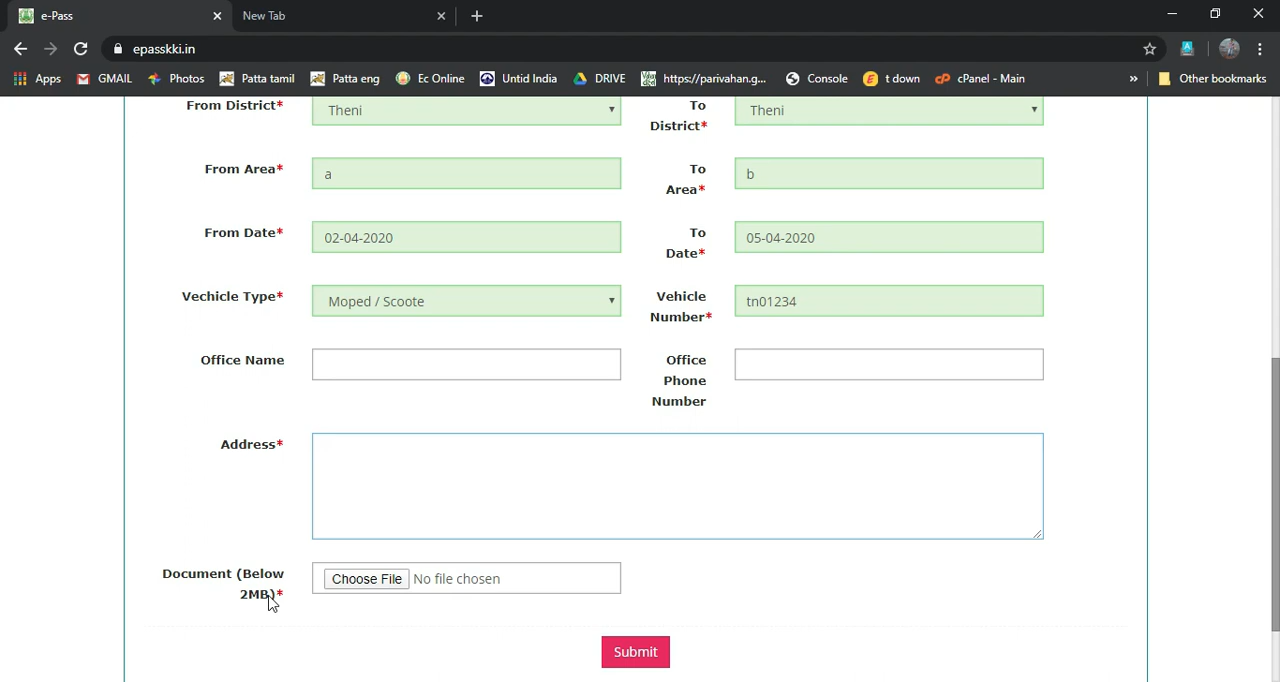 e-Pass
New Tab
epasskki.in
Apps GMAIL Photos Patta tamil Patta eng Ec Online Untid India DRIVE https://parivahan.g... Console t down cPanel - Main » Other bookmarks
From District* Theni To District* Theni
From Area* a To Area* b
From Date* 02-04-2020 To Date* 05-04-2020
Vechicle Type* Moped / Scoote Vehicle Number* tn01234
Office Name Office Phone Number
Address*
Document (Below 2MB)* Choose File No file chosen
Submit